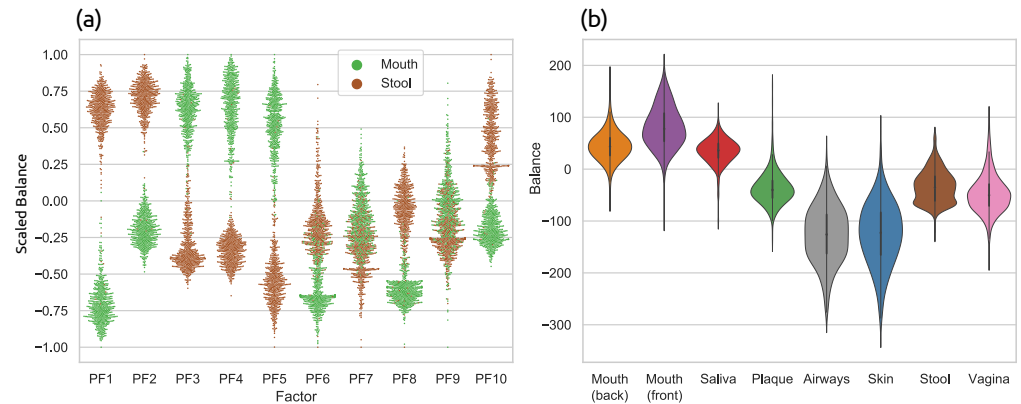 (a)
Scaled Balance
1.00
0.75
0.50
0.25
0.00
−0.25
−0.50
−0.75
−1.00
Mouth
Stool
PF1 PF2 PF3 PF4 PF5 PF6 PF7 PF8 PF9 PF10
Factor
(b)
Balance
200
100
0
−100
−200
−300
Mouth (back)
Mouth (front)
Saliva
Plaque
Airways
Skin
Stool
Vagina